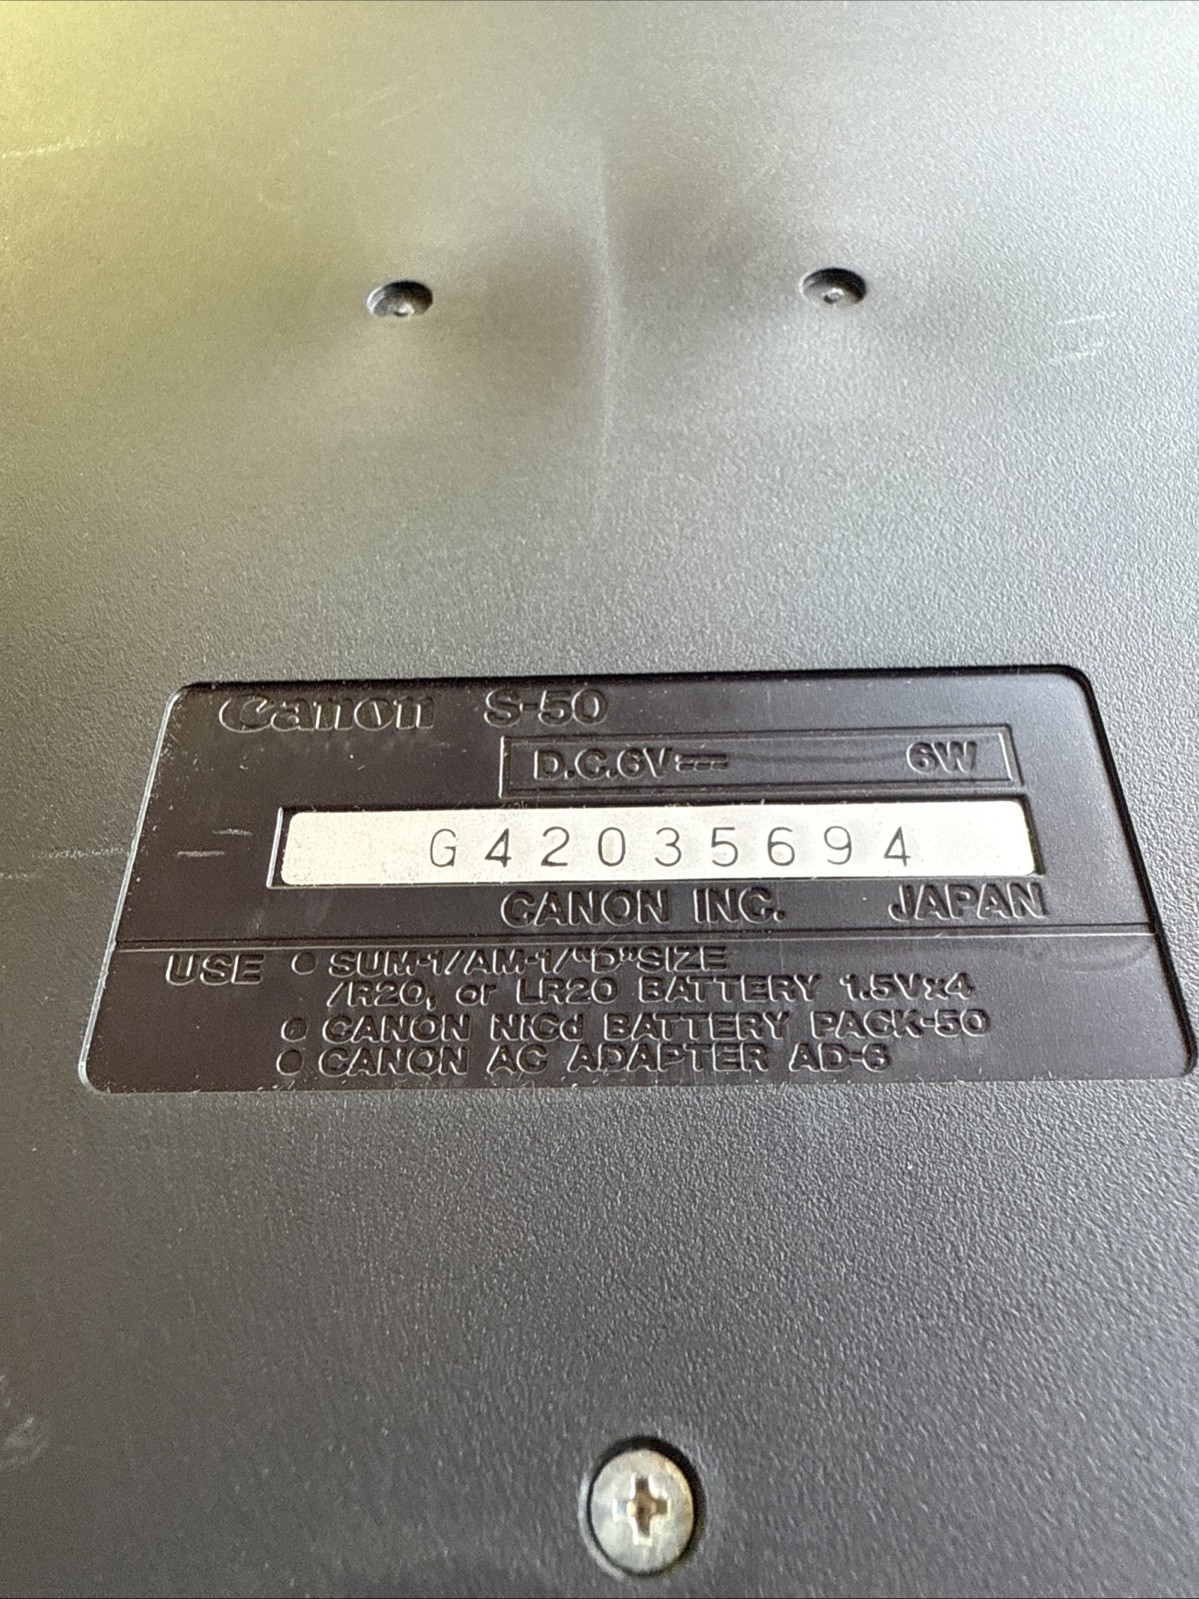 Canon S-50
D.C.6V⎓ 6W
G42035694
CANON INC. JAPAN
USE ● SUM-1/AM-1/"D"SIZE
/R20, or LR20 BATTERY 1.5V×4
● CANON NiCd BATTERY PACK-50
● CANON AC ADAPTER AD-6